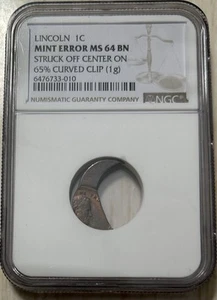 LINCOLN 1C
MINT ERROR MS 64 BN
STRUCK OFF CENTER ON
65% CURVED CLIP (1g)
6476733-010
NUMISMATIC GUARANTY COMPANY
NGC